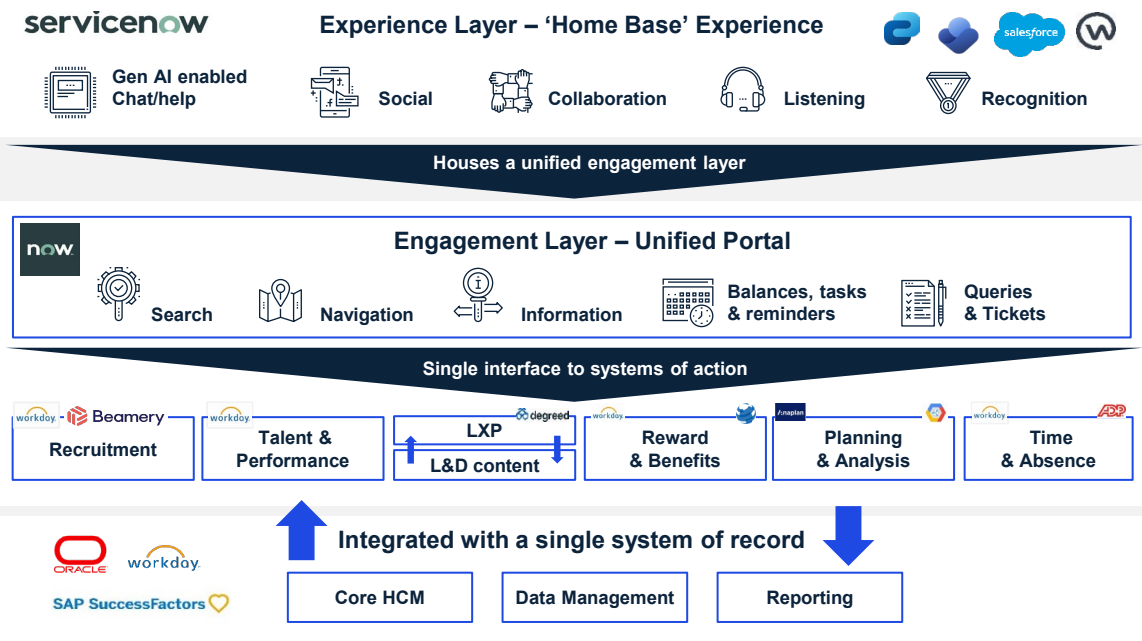 servicenow
Experience Layer – ‘Home Base’ Experience
salesforce
Gen AI enabled
Chat/help
Social
Collaboration
Listening
Recognition
Houses a unified engagement layer
now
Engagement Layer – Unified Portal
Search
Navigation
Information
Balances, tasks
& reminders
Queries
& Tickets
Single interface to systems of action
workday.
Beamery
Recruitment
workday.
Talent &
Performance
degreed
LXP
L&D content
workday.
Reward
& Benefits
Anaplan
Planning
& Analysis
workday.
ADP
Time
& Absence
Integrated with a single system of record
ORACLE
workday.
SAP SuccessFactors
Core HCM
Data Management
Reporting